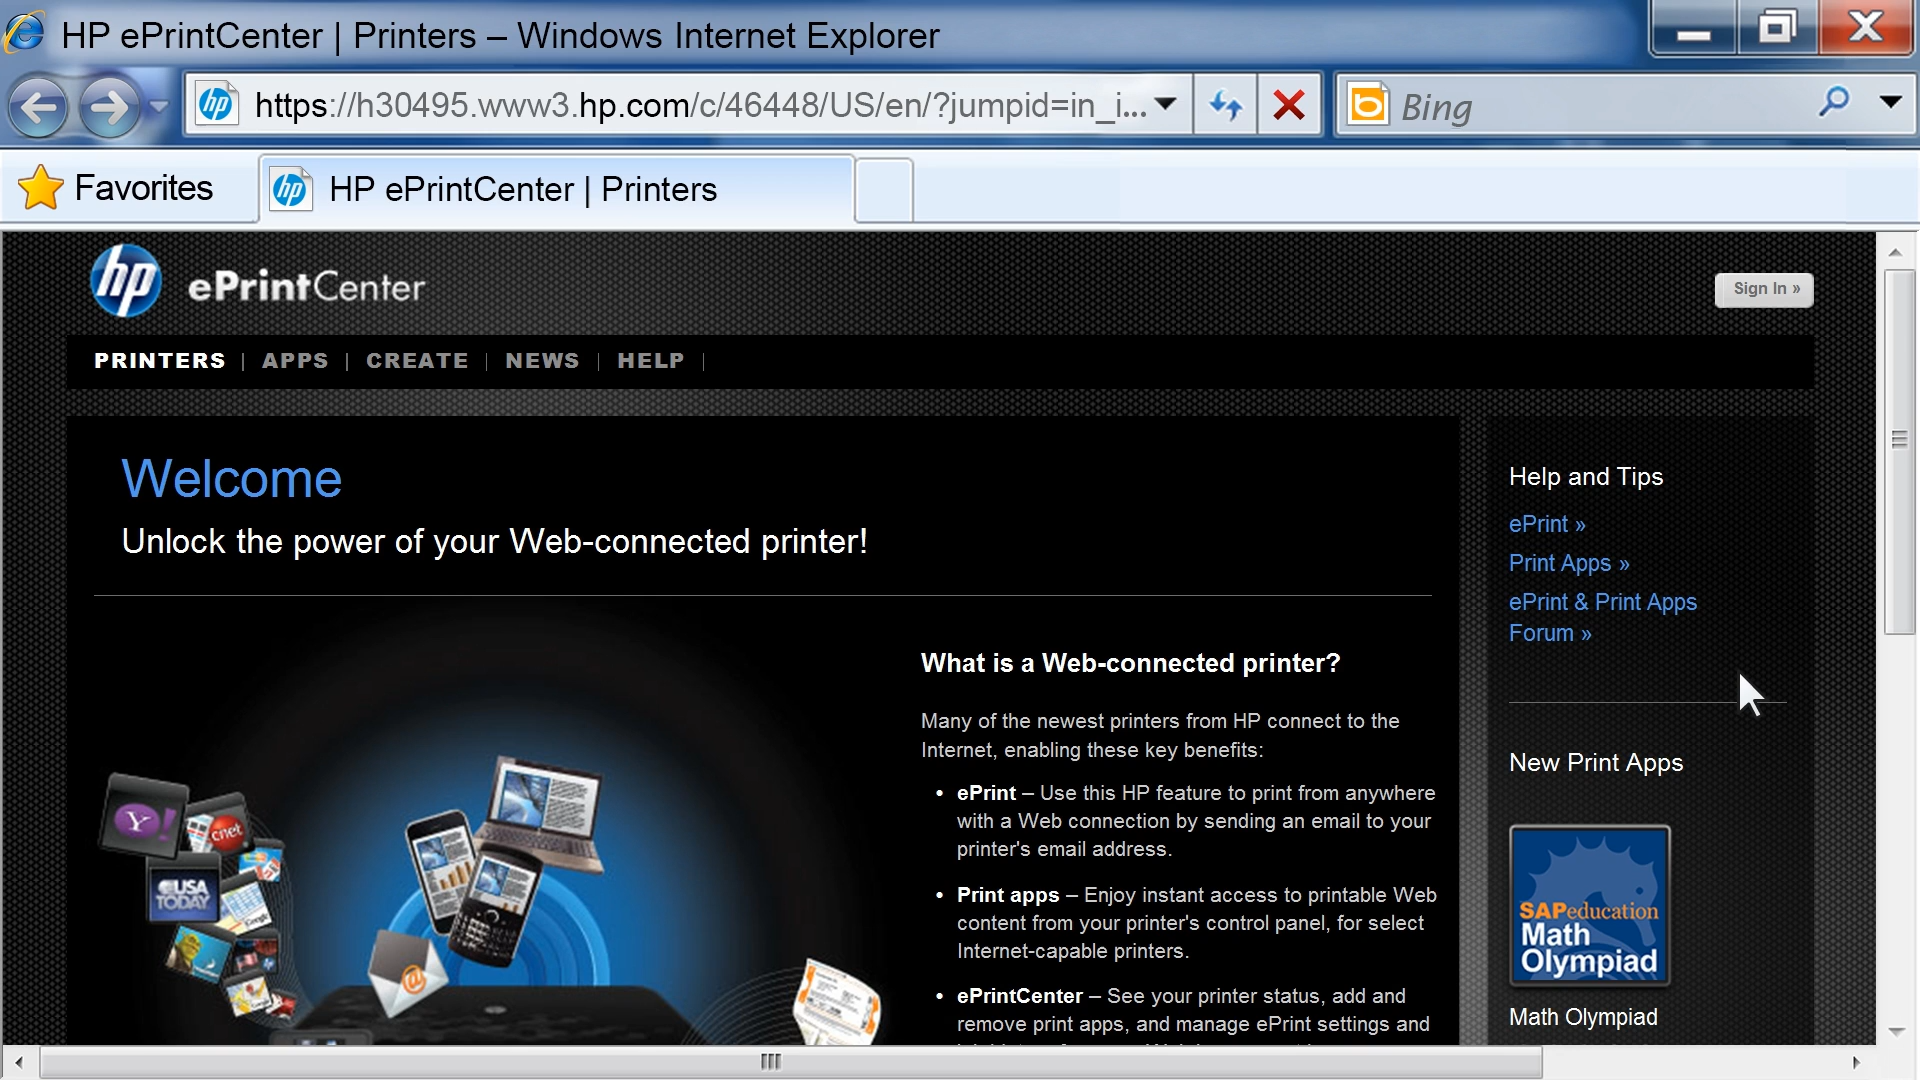 HP ePrintCenter | Printers – Windows Internet Explorer
https://h30495.www3.hp.com/c/46448/US/en/?jumpid=in_i...
Bing
Favorites
HP ePrintCenter | Printers
hp ePrintCenter
Sign In »
PRINTERS | APPS | CREATE | NEWS | HELP |
Welcome
Unlock the power of your Web-connected printer!
What is a Web-connected printer?
Many of the newest printers from HP connect to the
Internet, enabling these key benefits:
• ePrint – Use this HP feature to print from anywhere
with a Web connection by sending an email to your
printer's email address.
• Print apps – Enjoy instant access to printable Web
content from your printer's control panel, for select
Internet-capable printers.
• ePrintCenter – See your printer status, add and
remove print apps, and manage ePrint settings and
Y!
cnet
USA
TODAY
Google
@
Help and Tips
ePrint »
Print Apps »
ePrint & Print Apps
Forum »
New Print Apps
SAPeducation
Math
Olympiad
Math Olympiad